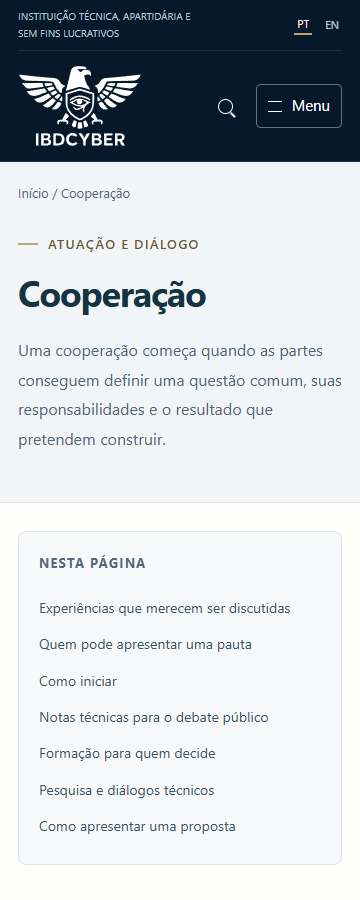 INSTITUIÇÃO TÉCNICA, APARTIDÁRIA E
SEM FINS LUCRATIVOS
PT
EN
IBDCYBER
Menu
Início / Cooperação
ATUAÇÃO E DIÁLOGO
Cooperação
Uma cooperação começa quando as partes
conseguem definir uma questão comum, suas
responsabilidades e o resultado que
pretendem construir.
NESTA PÁGINA
Experiências que merecem ser discutidas
Quem pode apresentar uma pauta
Como iniciar
Notas técnicas para o debate público
Formação para quem decide
Pesquisa e diálogos técnicos
Como apresentar uma proposta